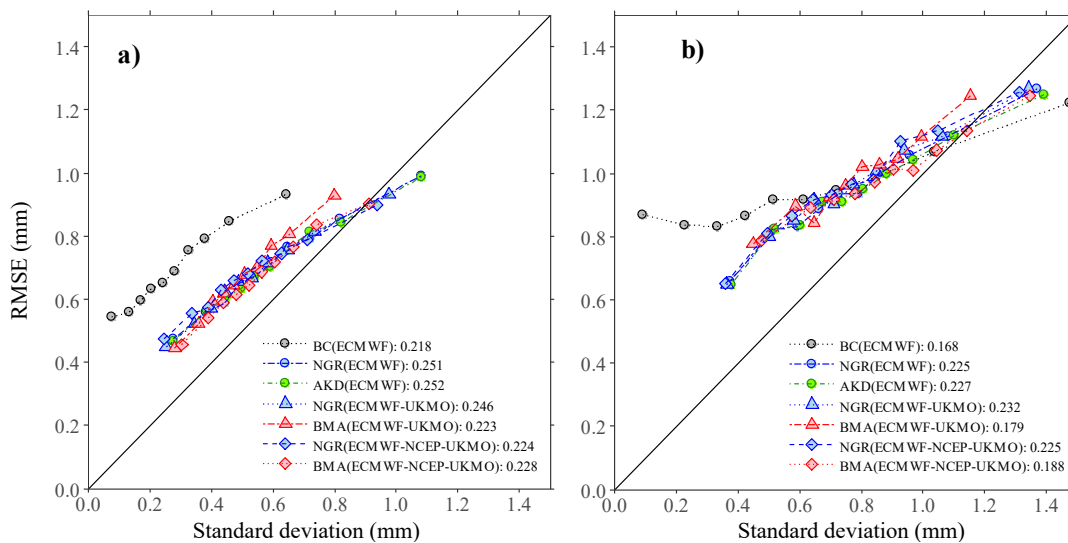 a)
RMSE (mm)
1.4
1.2
1.0
0.8
0.6
0.4
0.2
0.0
BC(ECMWF): 0.218
NGR(ECMWF): 0.251
AKD(ECMWF): 0.252
NGR(ECMWF-UKMO): 0.246
BMA(ECMWF-UKMO): 0.223
NGR(ECMWF-NCEP-UKMO): 0.224
BMA(ECMWF-NCEP-UKMO): 0.228
0.0 0.2 0.4 0.6 0.8 1.0 1.2 1.4
Standard deviation (mm)
b)
1.4
1.2
1.0
0.8
0.6
0.4
0.2
0.0
BC(ECMWF): 0.168
NGR(ECMWF): 0.225
AKD(ECMWF): 0.227
NGR(ECMWF-UKMO): 0.232
BMA(ECMWF-UKMO): 0.179
NGR(ECMWF-NCEP-UKMO): 0.225
BMA(ECMWF-NCEP-UKMO): 0.188
0.0 0.2 0.4 0.6 0.8 1.0 1.2 1.4
Standard deviation (mm)